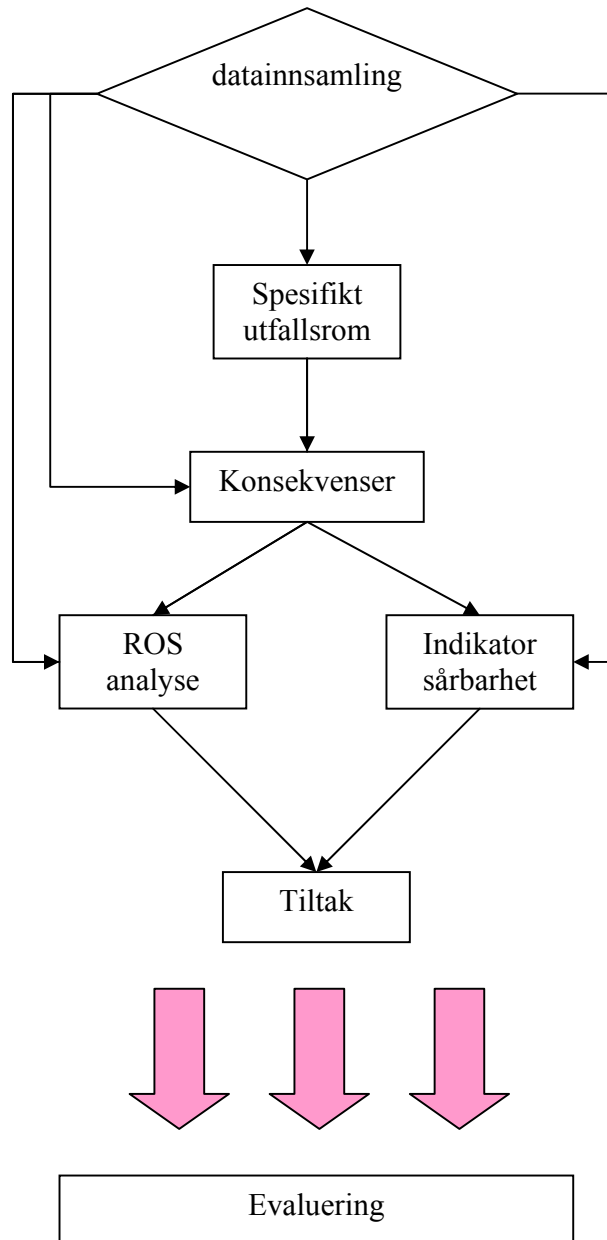 datainnsamling
Spesifikt
utfallsrom
Konsekvenser
ROS
analyse
Indikator
sårbarhet
Tiltak
Evaluering